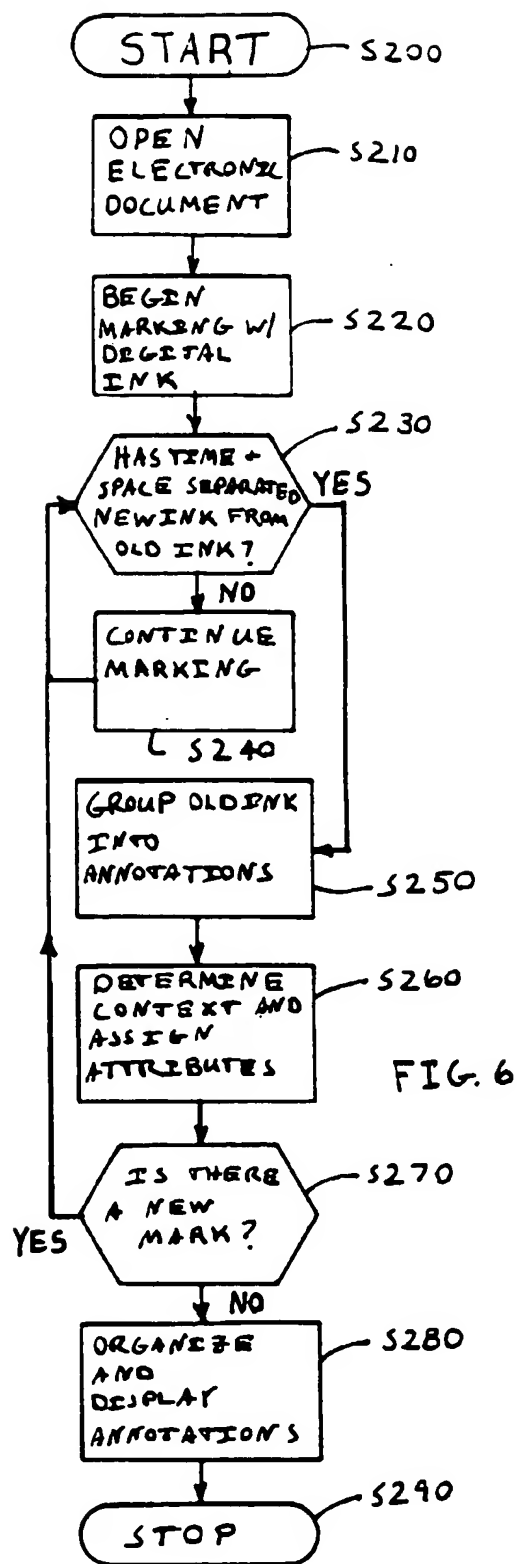 START
S200
OPEN
ELECTRONIC
DOCUMENT
S210
BEGIN
MARKING W/
DIGITAL
INK
S220
S230
HAS TIME +
SPACE SEPARATED
NEW INK FROM
OLD INK?
YES
NO
CONTINUE
MARKING
S240
GROUP OLD INK
INTO
ANNOTATIONS
S250
DETERMINE
CONTEXT AND
ASSIGN
ATTRIBUTES
S260
FIG. 6
IS THERE
A NEW
MARK?
S270
YES
NO
ORGANIZE
AND
DISPLAY
ANNOTATIONS
S280
STOP
S290